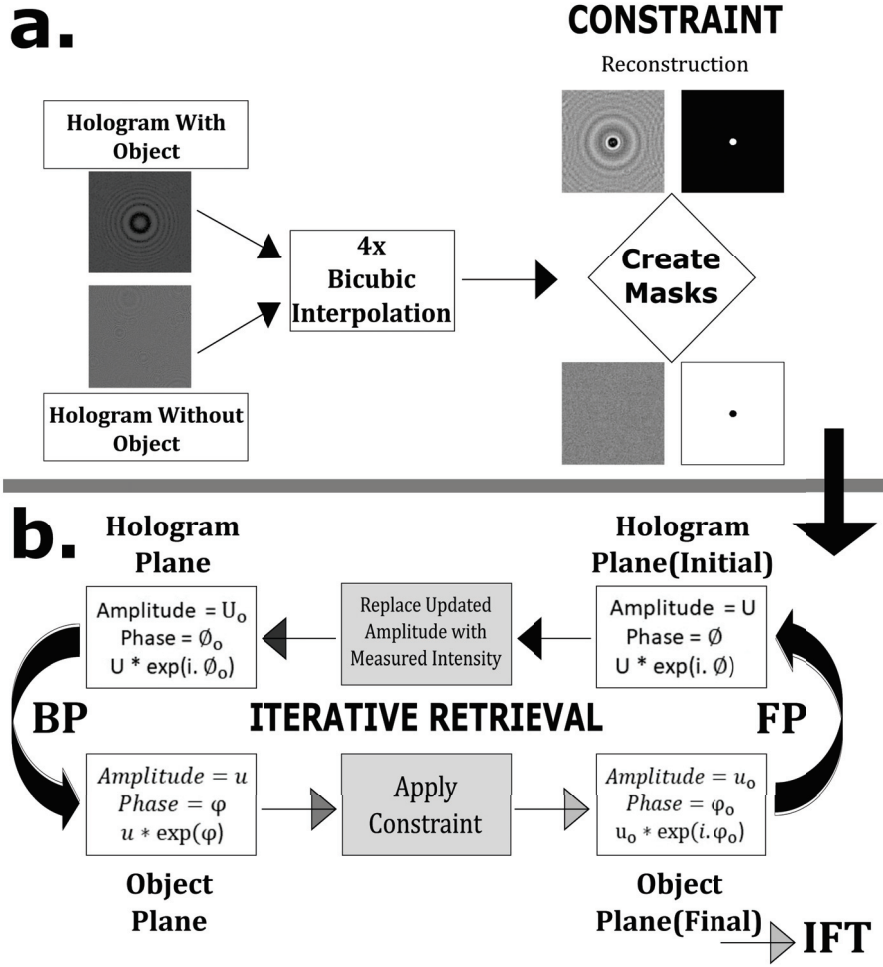 a.
CONSTRAINT
Reconstruction
Hologram With
Object
4x
Bicubic
Interpolation
Create
Masks
Hologram Without
Object
b.
Hologram
Plane
Hologram
Plane(Initial)
Amplitude = U₀
Phase = Ø₀
U * exp(i. Ø₀)
Replace Updated
Amplitude with
Measured Intensity
Amplitude = U
Phase = Ø
U * exp(i. Ø)
BP
ITERATIVE RETRIEVAL
FP
Amplitude = u
Phase = φ
u * exp(φ)
Apply
Constraint
Amplitude = u₀
Phase = φ₀
u₀ * exp(i.φ₀)
Object
Plane
Object
Plane(Final)
IFT